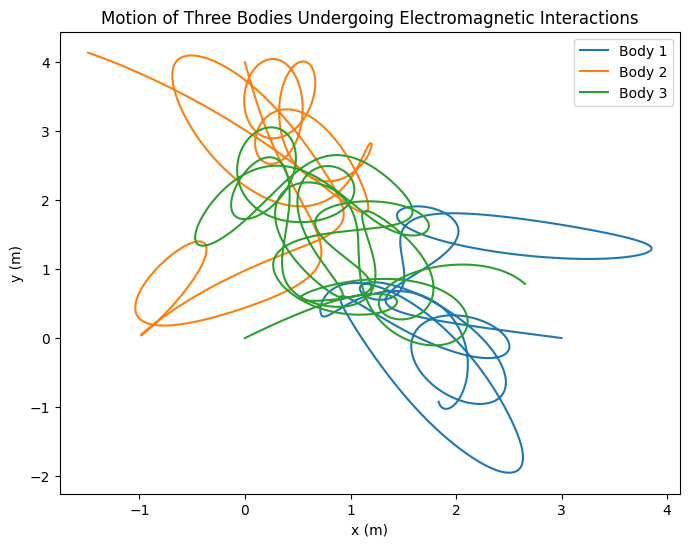 Motion of Three Bodies Undergoing Electromagnetic Interactions
Body 1
Body 2
Body 3
4
3
2
1
0
−1
−2
y (m)
−1
0
1
2
3
4
x (m)